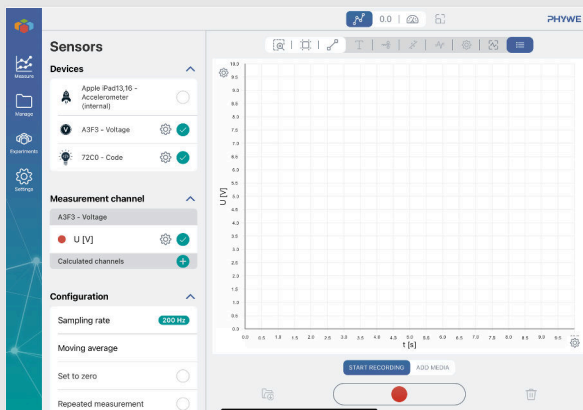 0.0
PHYWE
Measure
Manage
Experiments
Settings
Sensors
Devices
Apple iPad13,16 -
Accelerometer
(internal)
A3F3 - Voltage
72C0 - Code
Measurement channel
A3F3 - Voltage
U [V]
Calculated channels
Configuration
Sampling rate
200 Hz
Moving average
Set to zero
Repeated measurement
T
U [V]
10.0
9.5
9.0
8.5
8.0
7.5
7.0
6.5
6.0
5.5
5.0
4.5
4.0
3.5
3.0
2.5
2.0
1.5
1.0
0.5
0.0
0.0 0.5 1.0 1.5 2.0 2.5 3.0 3.5 4.0 4.5 5.0 5.5 6.0 6.5 7.0 7.5 8.0 8.5 9.0 9.5
t [s]
START RECORDING
ADD MEDIA